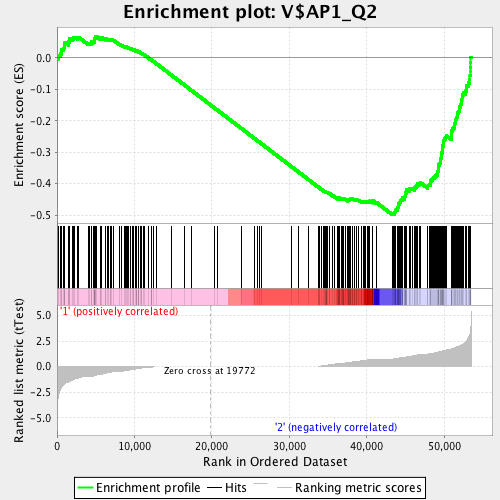 Enrichment plot: V$AP1_Q2
Enrichment score (ES)
0.0
-0.1
-0.2
-0.3
-0.4
-0.5
'1' (positively correlated)
Ranked list metric (tTest)
5.0
2.5
0.0
-2.5
-5.0
Zero cross at 19772
'2' (negatively correlated)
0
10,000
20,000
30,000
40,000
50,000
Rank in Ordered Dataset
Enrichment profile
Hits
Ranking metric scores